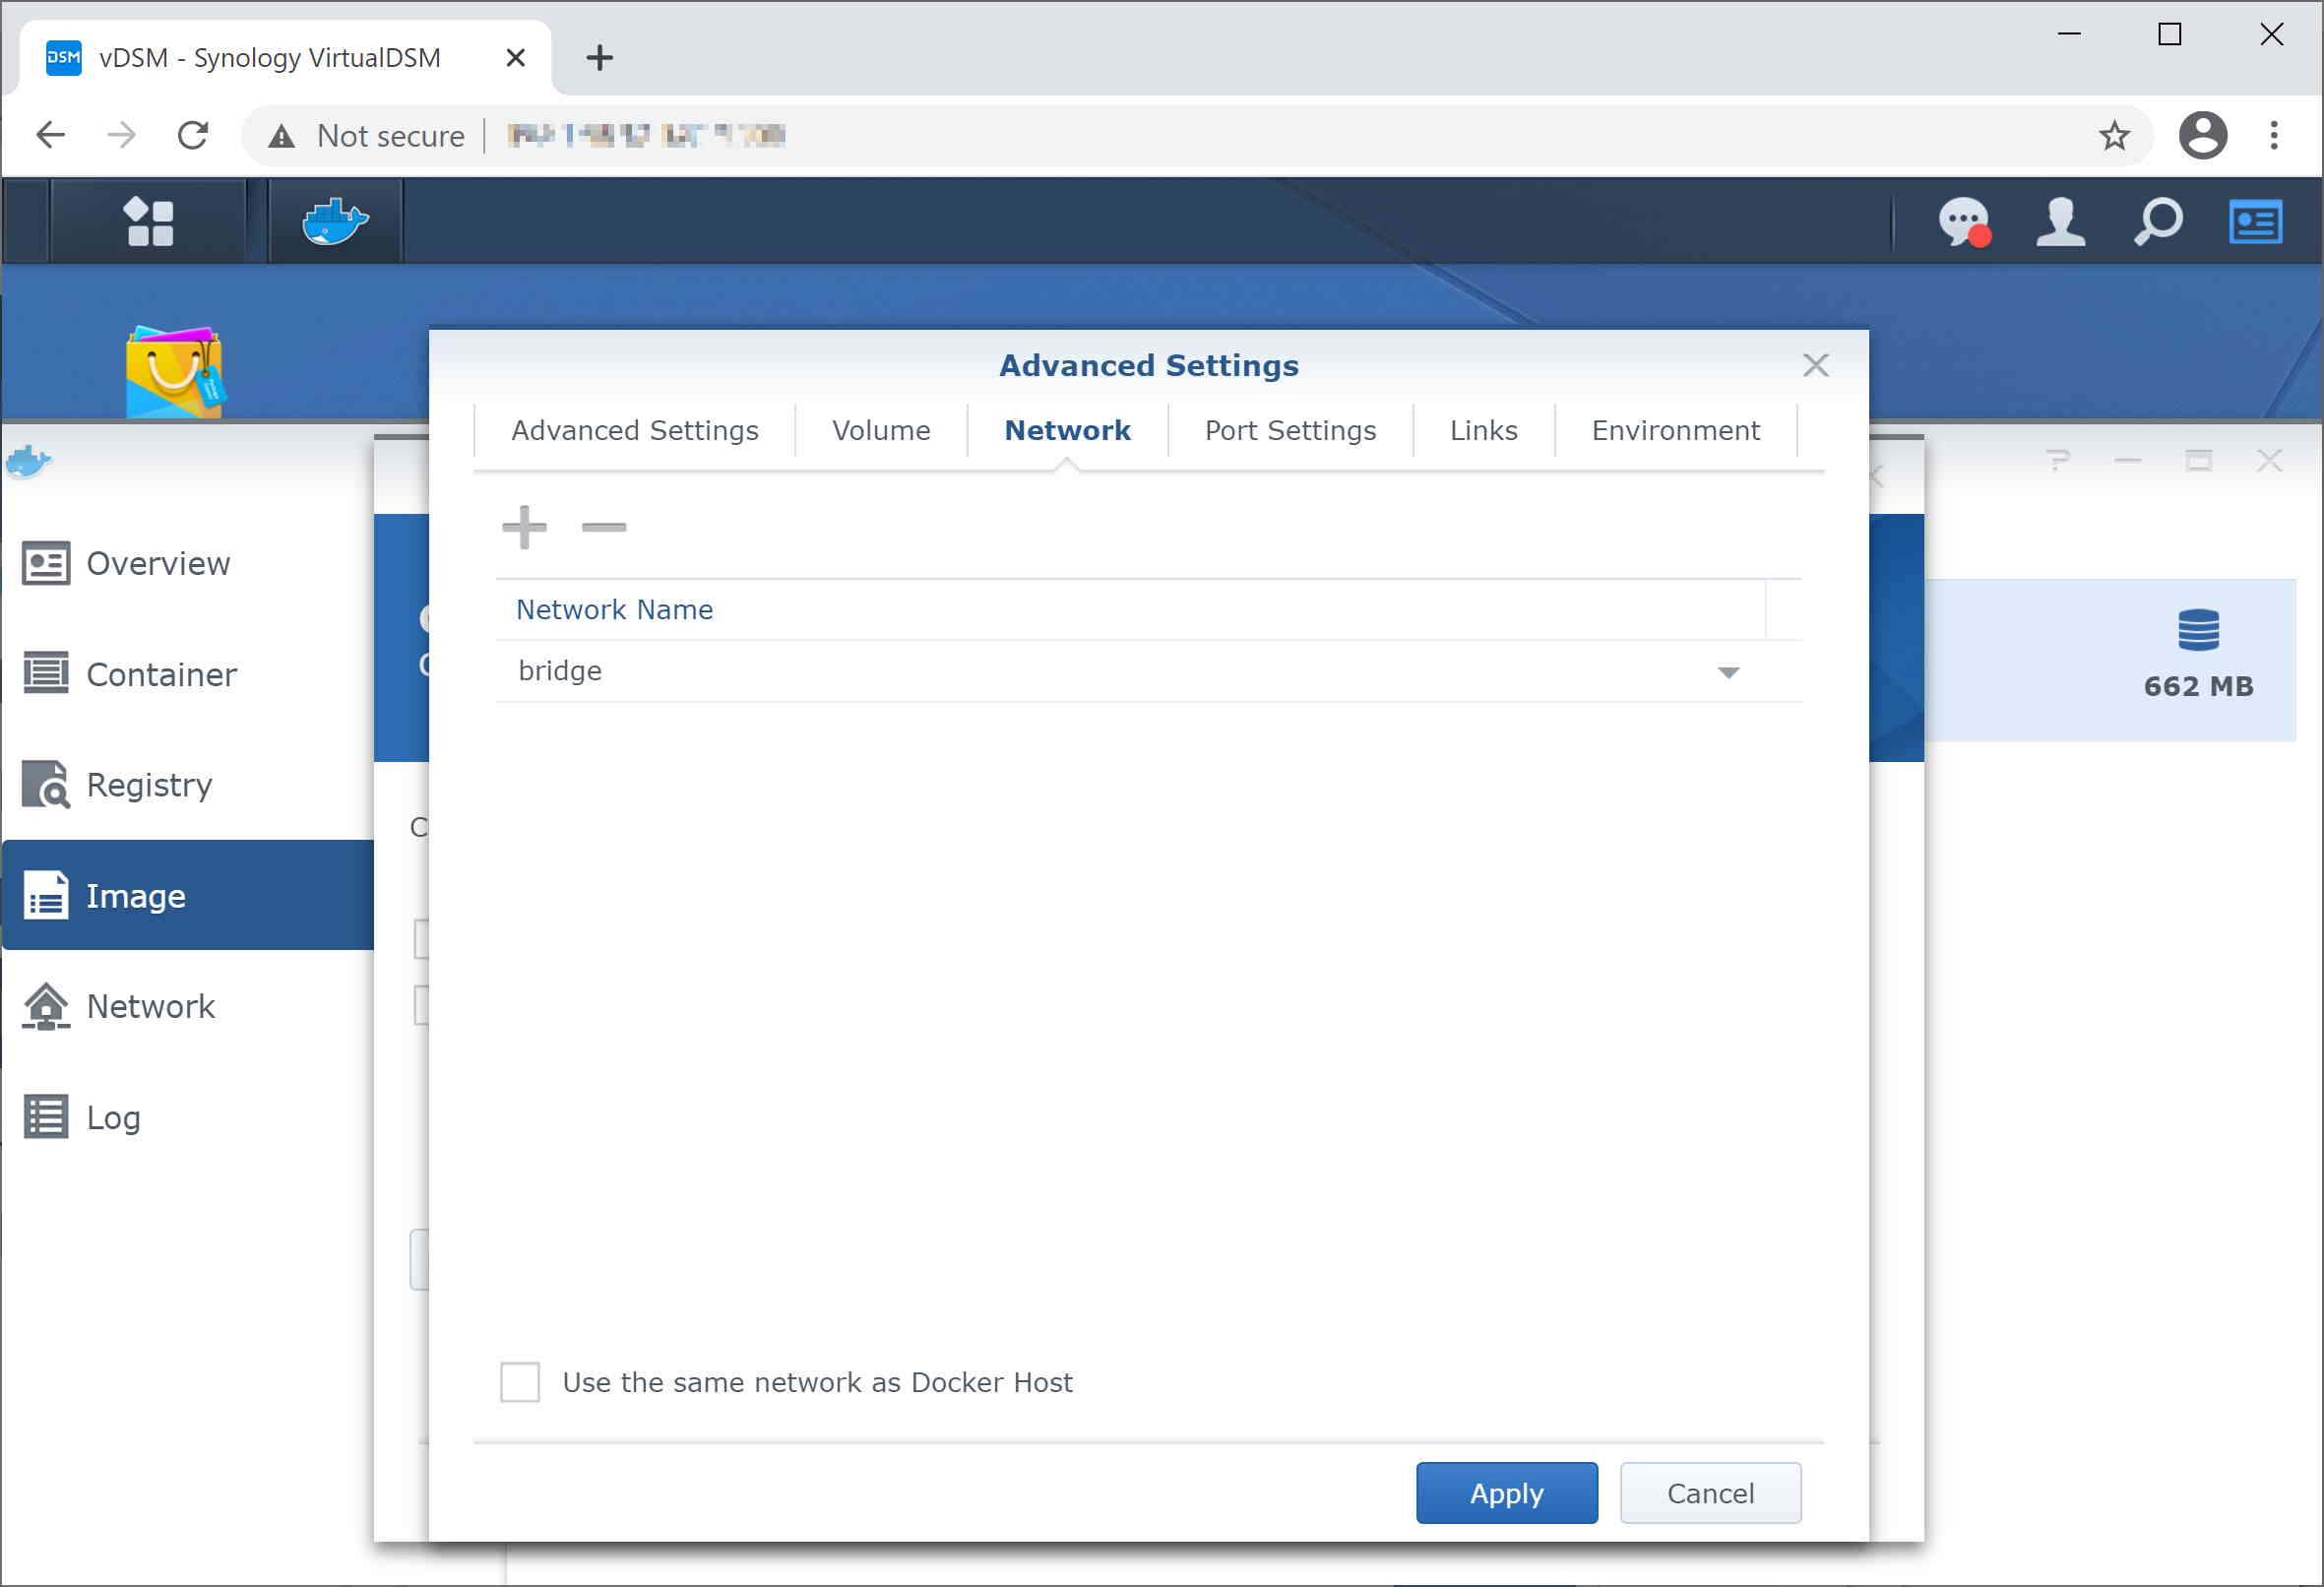 DSM vDSM - Synology VirtualDSM
Not secure
Advanced Settings
Advanced Settings Volume Network Port Settings Links Environment
Overview
Container
Registry
Image
Network
Log
Network Name
bridge
662 MB
Use the same network as Docker Host
Apply Cancel